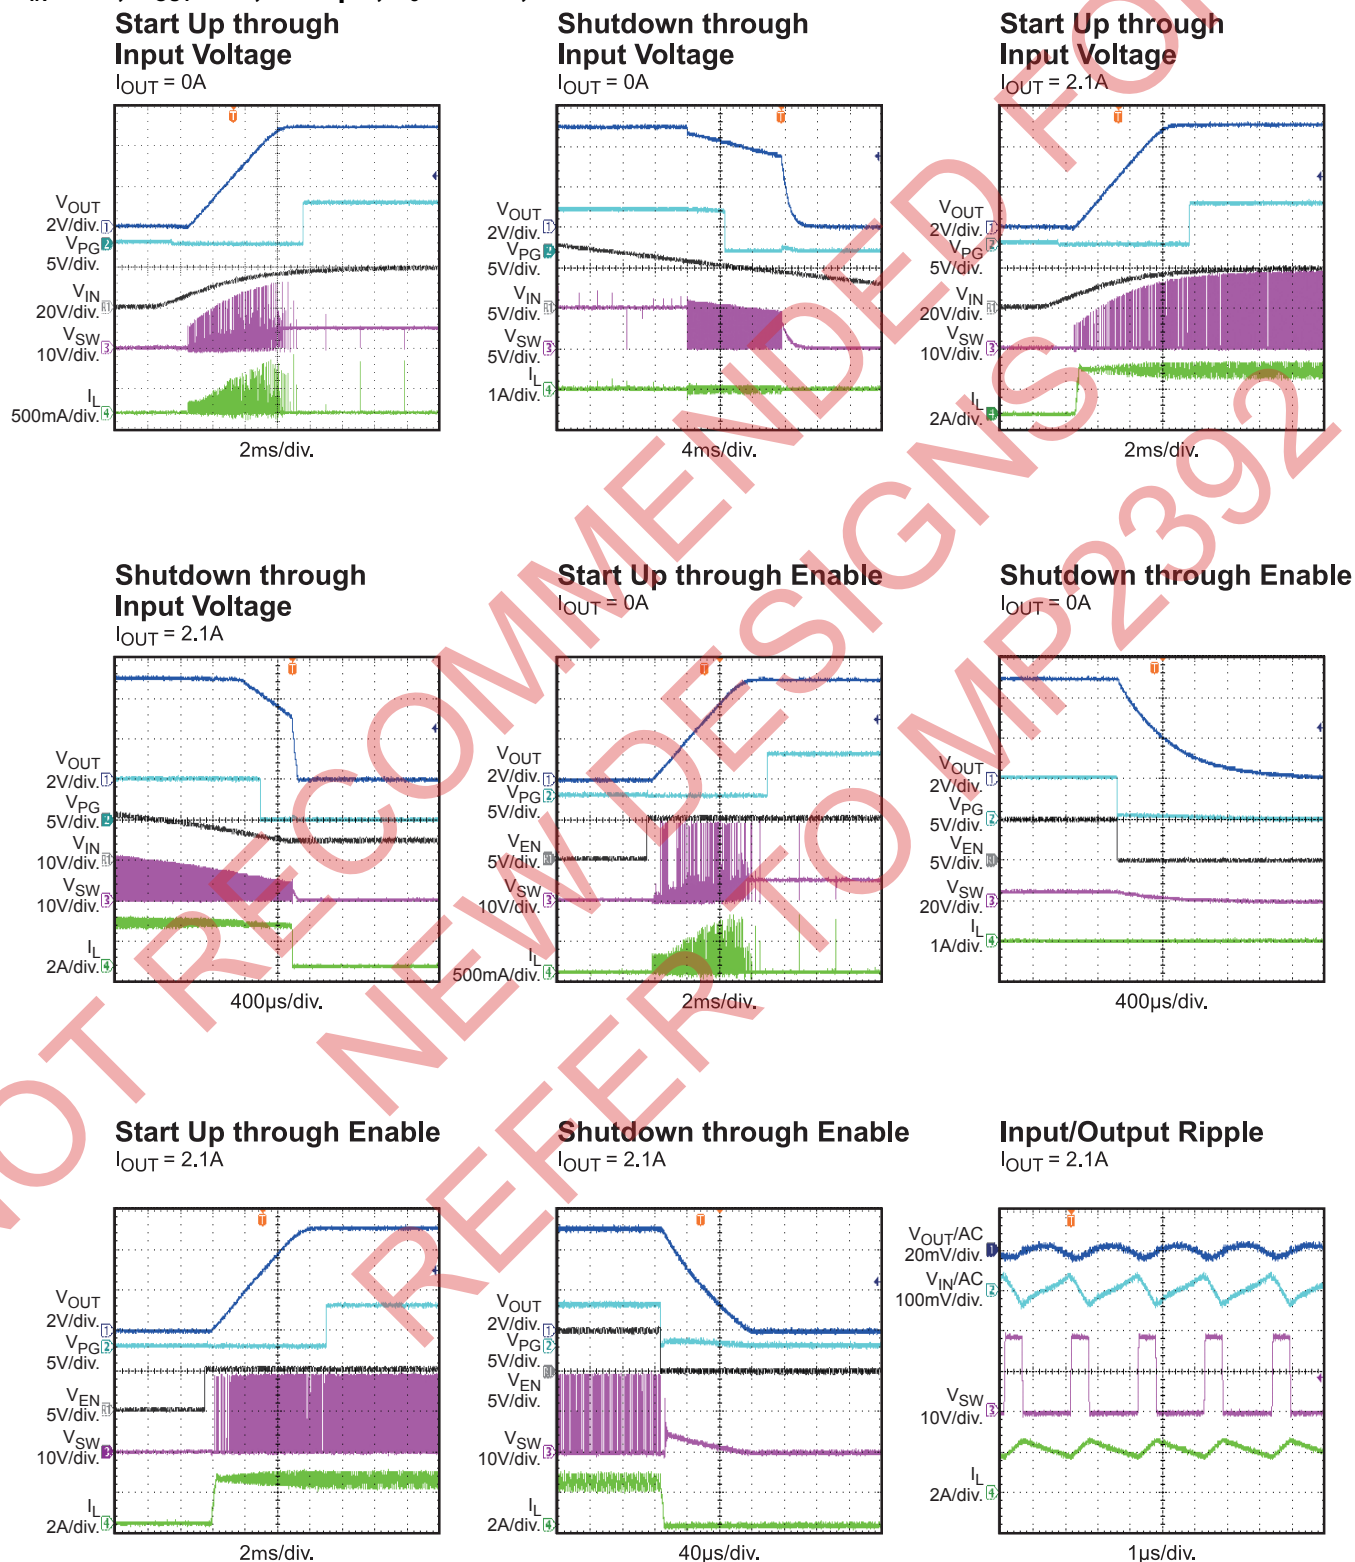 Start Up through
Input Voltage
IOUT = 0A
VOUT
2V/div.
VPG
5V/div.
VIN
20V/div.
VSW
10V/div.
IL
500mA/div.
2ms/div.
Shutdown through
Input Voltage
IOUT = 0A
VOUT
2V/div.
VPG
5V/div.
VIN
5V/div.
VSW
5V/div.
IL
1A/div.
4ms/div.
Start Up through
Input Voltage
IOUT = 2.1A
VOUT
2V/div.
VPG
5V/div.
VIN
20V/div.
VSW
10V/div.
IL
2A/div.
2ms/div.
Shutdown through
Input Voltage
IOUT = 2.1A
VOUT
2V/div.
VPG
5V/div.
VIN
10V/div.
VSW
10V/div.
IL
2A/div.
400µs/div.
Start Up through Enable
IOUT = 0A
VOUT
2V/div.
VPG
5V/div.
VEN
5V/div.
VSW
10V/div.
IL
500mA/div.
2ms/div.
Shutdown through Enable
IOUT = 0A
VOUT
2V/div.
VPG
5V/div.
VEN
5V/div.
VSW
20V/div.
IL
1A/div.
400µs/div.
Start Up through Enable
IOUT = 2.1A
VOUT
2V/div.
VPG
5V/div.
VEN
5V/div.
VSW
10V/div.
IL
2A/div.
2ms/div.
Shutdown through Enable
IOUT = 2.1A
VOUT
2V/div.
VPG
5V/div.
VEN
5V/div.
VSW
10V/div.
IL
2A/div.
40µs/div.
Input/Output Ripple
IOUT = 2.1A
VOUT/AC
20mV/div.
VIN/AC
100mV/div.
VSW
10V/div.
IL
2A/div.
1µs/div.
NOT RECOMMENDED FOR
NEW DESIGNS
REFER TO MP2392